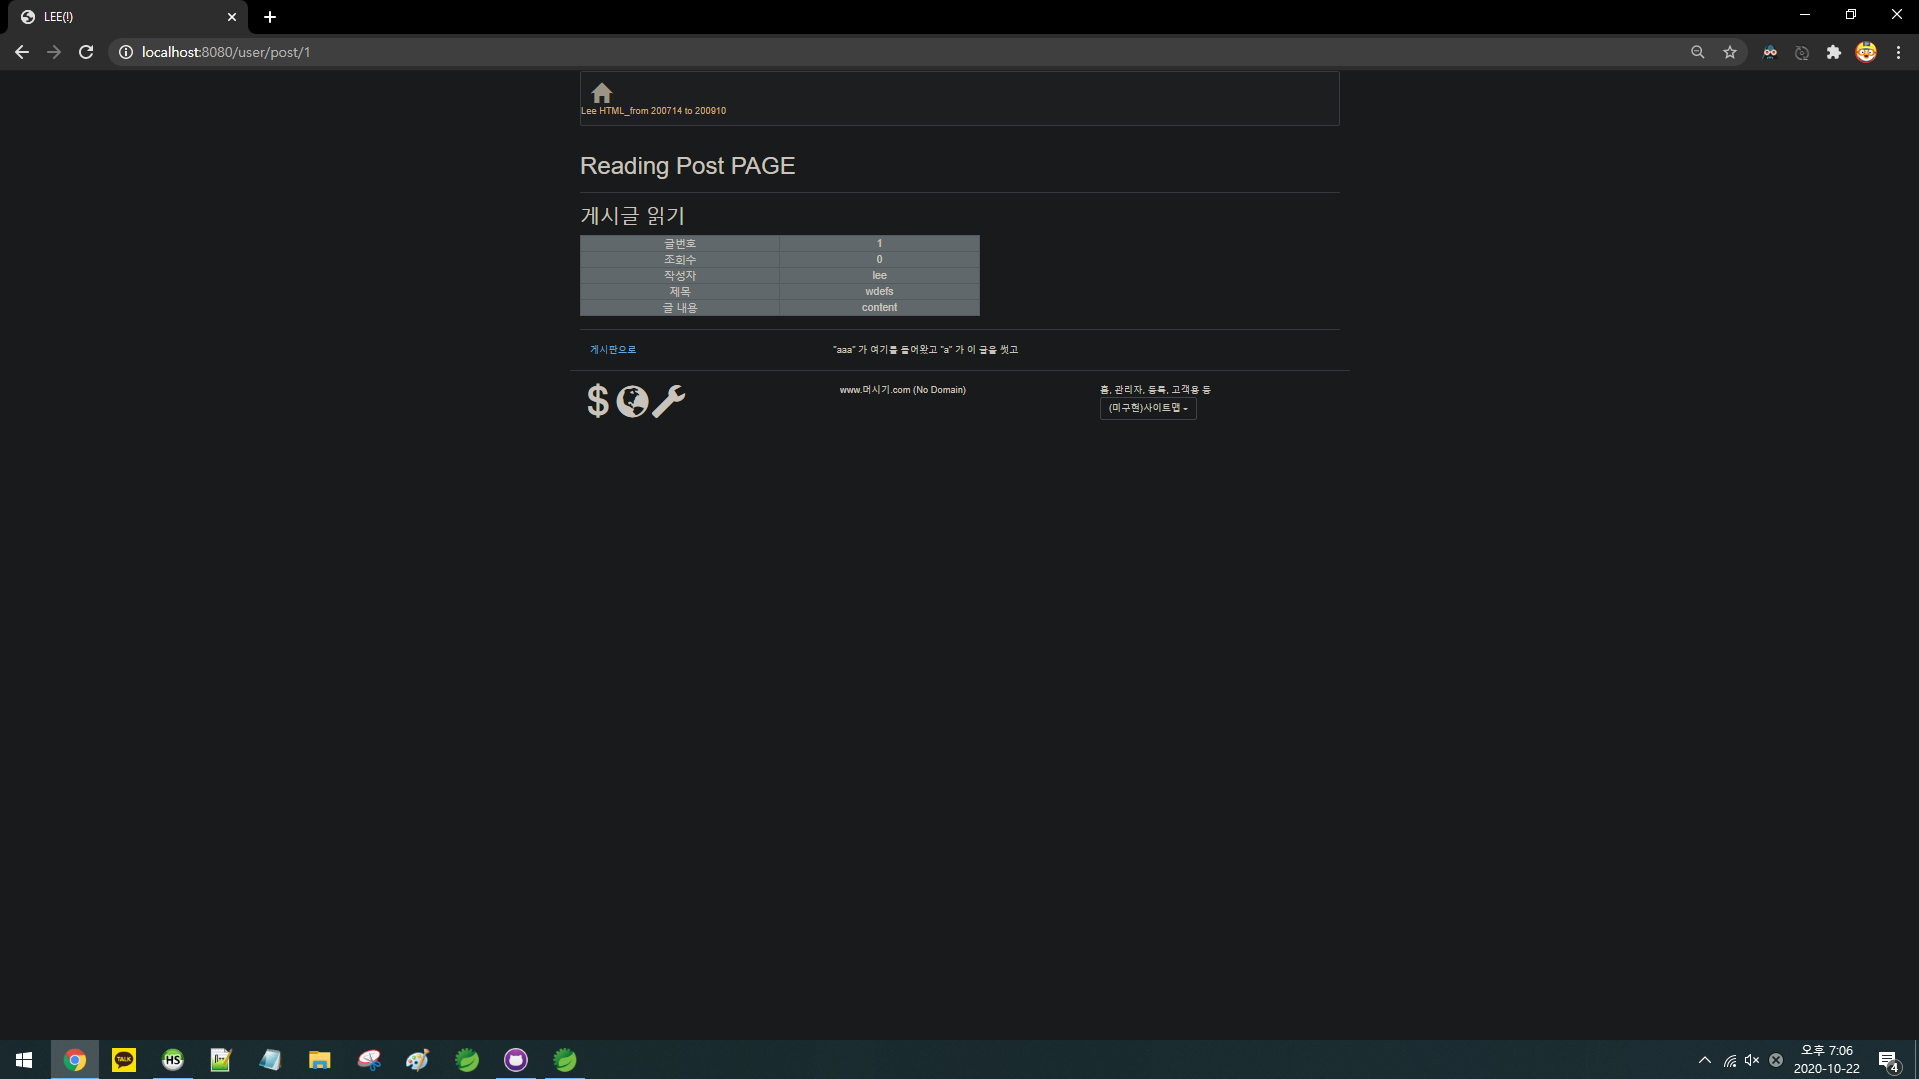 LEE(!)
localhost:8080/user/post/1
Lee HTML_from 200714 to 200910
Reading Post PAGE
게시글 읽기
글번호 1
조회수 0
작성자 lee
제목 wdefs
글 내용 content
게시판으로 "aaa" 가 여기를 들어왔고 "a" 가 이 글을 썻고
$ www.머시기.com (No Domain) 홈, 관리자, 등록, 고객용 등
(미구현)사이트맵
TALK HS
오후 7:06
2020-10-22
4